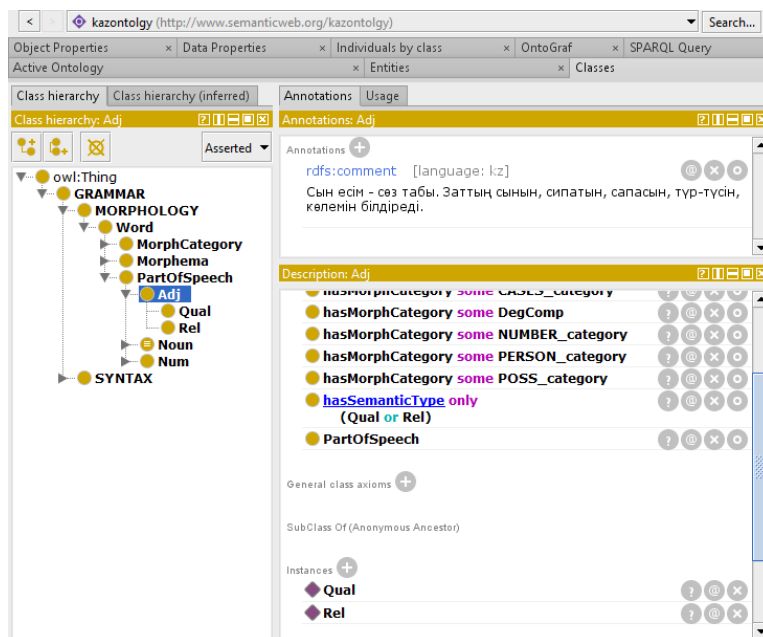 < > kazontolgy (http://www.semanticweb.org/kazontolgy) Search...
Object Properties × Data Properties × Individuals by class × OntoGraf × SPARQL Query
Active Ontology × Entities × Classes
Class hierarchy Class hierarchy (inferred) Annotations Usage
Class hierarchy: Adj Annotations: Adj
Asserted
Annotations
rdfs:comment [language: kz]
Сын есім - сөз табы. Заттың сынын, сипатын, сапасын, түр-түсін,
көлемін білдіреді.
owl:Thing
GRAMMAR
MORPHOLOGY
Word
MorphCategory
Morphema
PartOfSpeech
Adj
Qual
Rel
Noun
Num
SYNTAX
Description: Adj
hasMorphCategory some CASES_category
hasMorphCategory some DegComp
hasMorphCategory some NUMBER_category
hasMorphCategory some PERSON_category
hasMorphCategory some POSS_category
hasSemanticType only
(Qual or Rel)
PartOfSpeech
General class axioms
SubClass Of (Anonymous Ancestor)
Instances
Qual
Rel